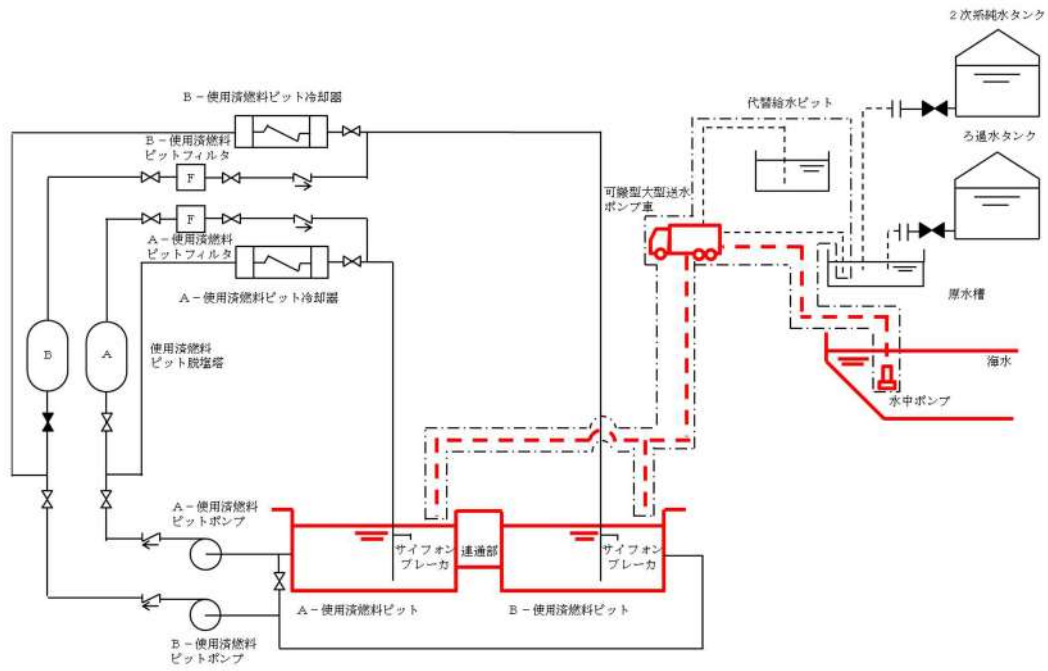 2次系純水タンク
B-使用済燃料ピット冷却器
代替給水ピット
B-使用済燃料
ピットフィルタ
ろ過水タンク
F
可搬型大型送水
ポンプ車
F
A-使用済燃料
ピットフィルタ
A-使用済燃料ピット冷却器
原水槽
B
A
使用済燃料
ピット脱塩塔
海水
水中ポンプ
A-使用済燃料
ピットポンプ
サイフォン
ブレーカ
連通部
サイフォン
ブレーカ
A-使用済燃料ピット
B-使用済燃料ピット
B-使用済燃料
ピットポンプ